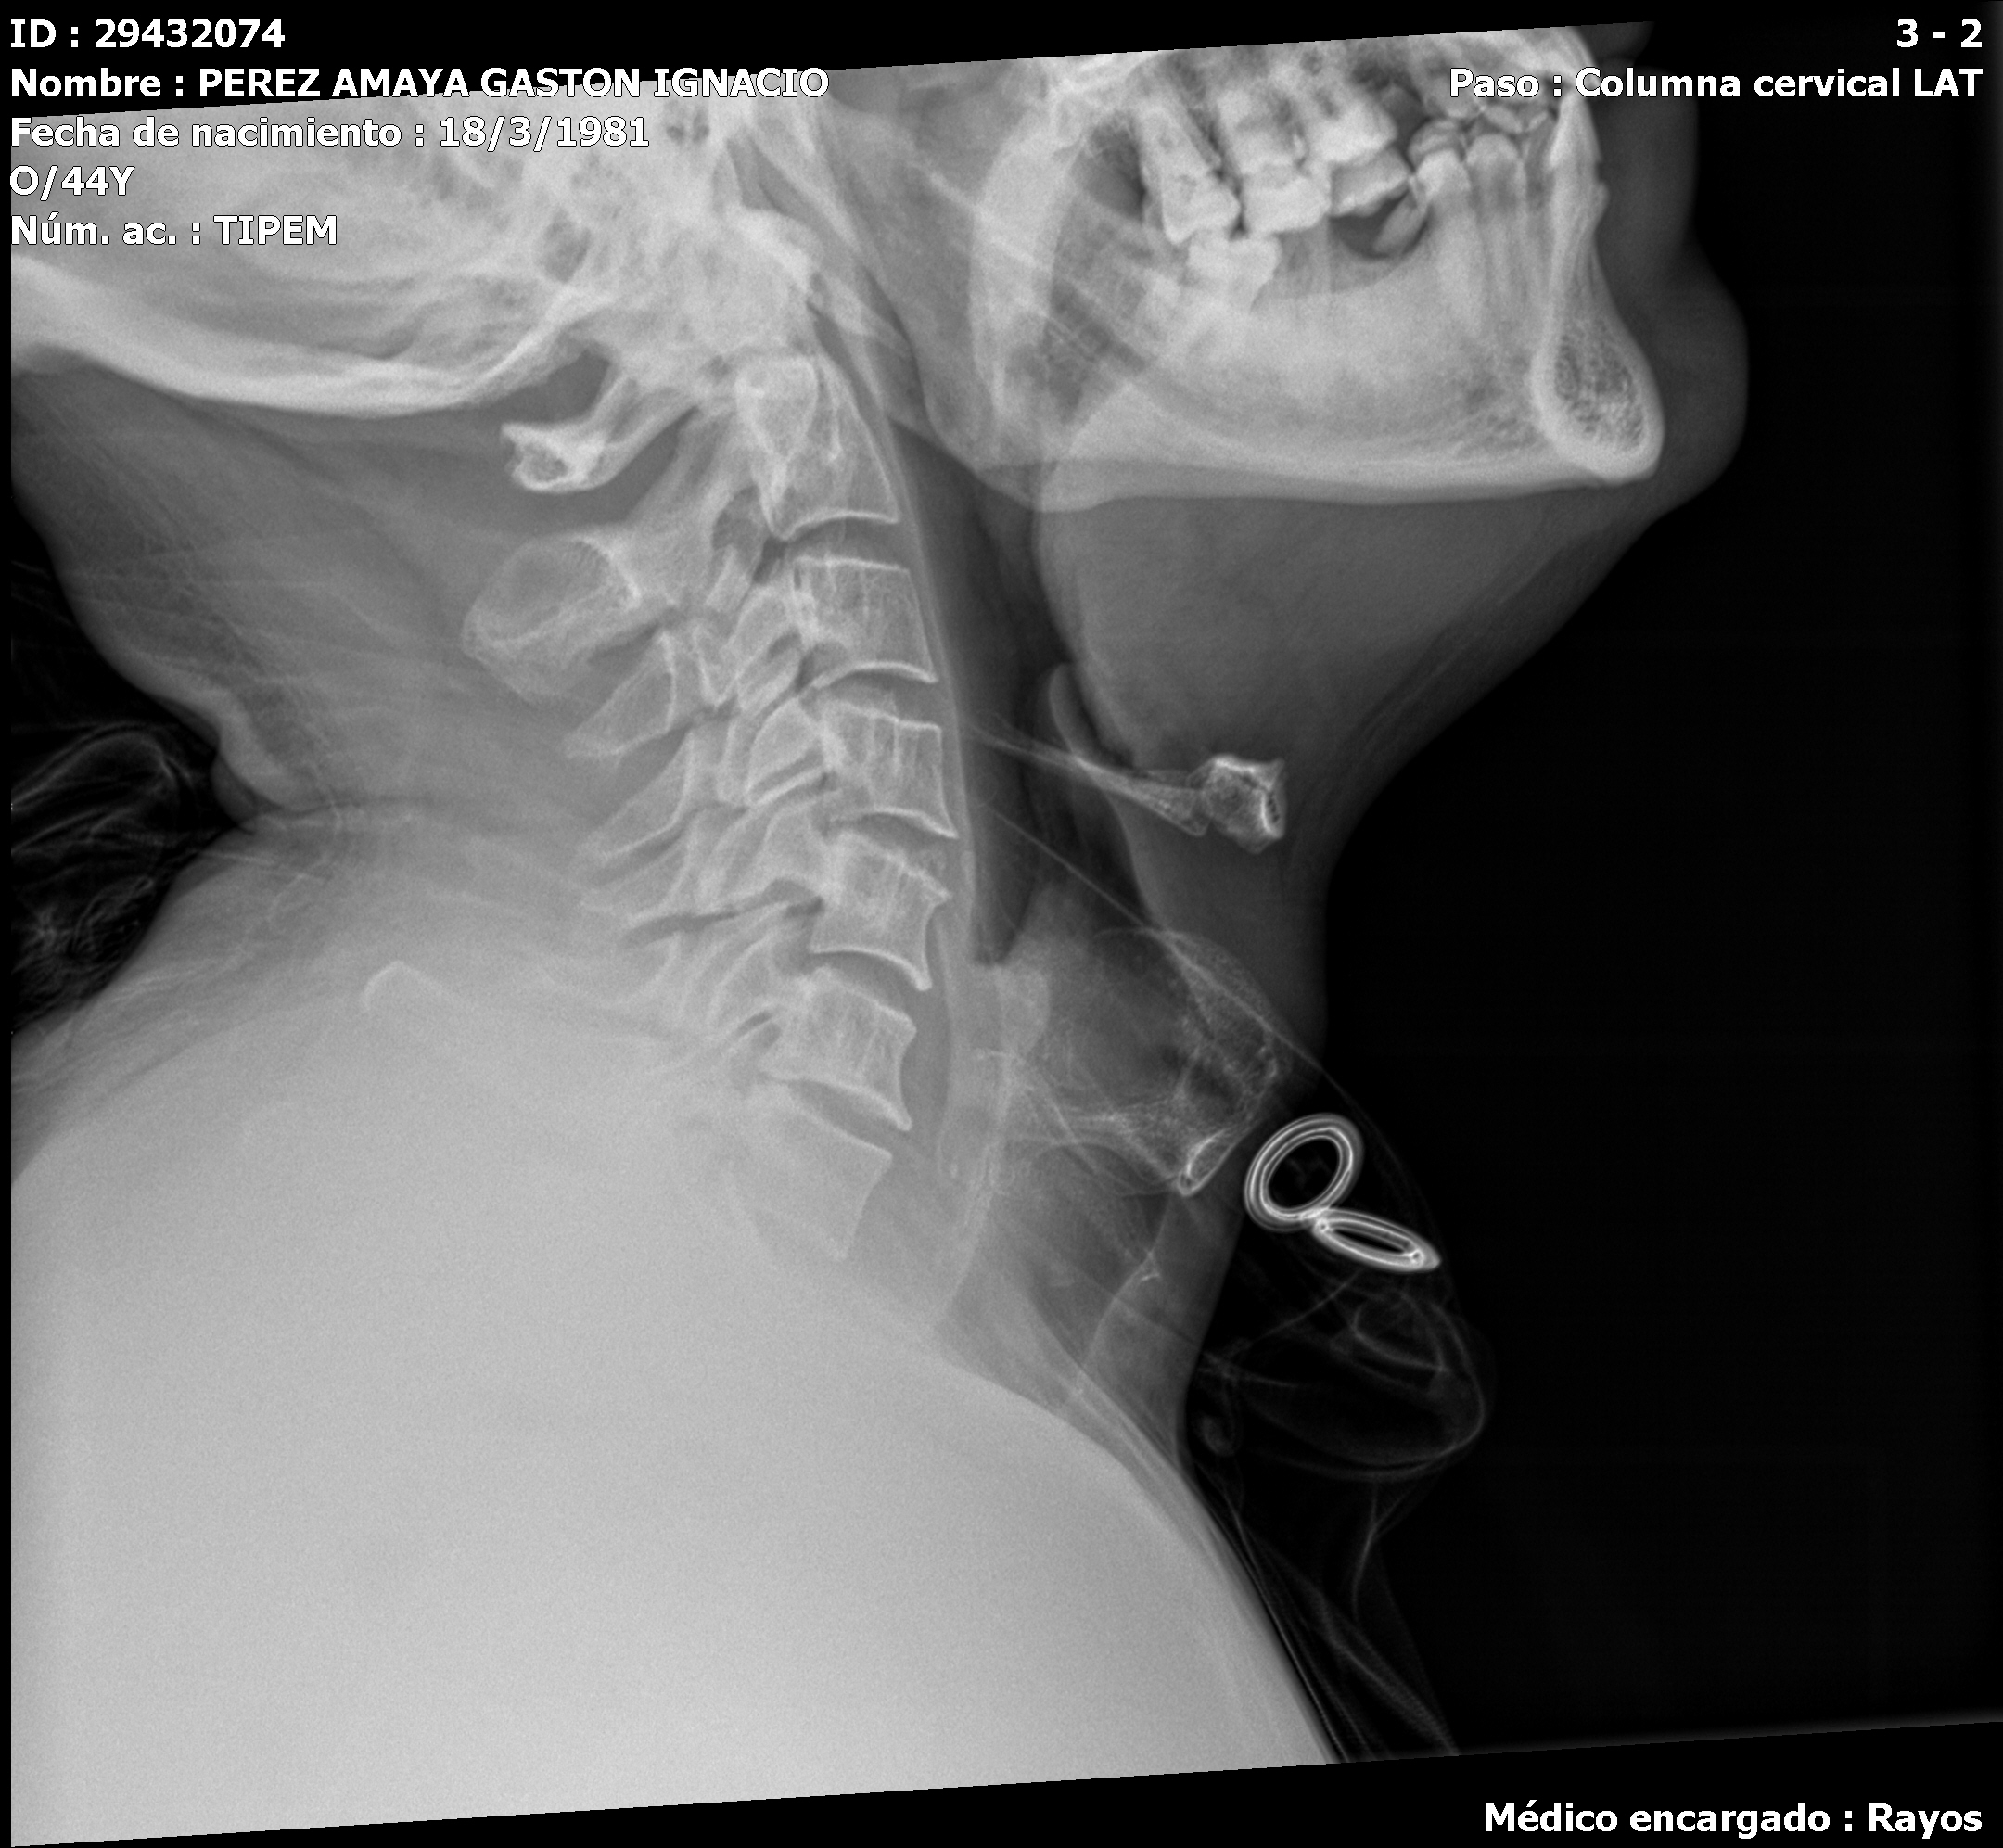 ID : 29432074
3 - 2
Nombre : PEREZ AMAYA GASTON IGNACIO
Paso : Columna cervical LAT
Fecha de nacimiento : 18/3/1981
O/44Y
Núm. ac. : TIPEM
Médico encargado : Rayos